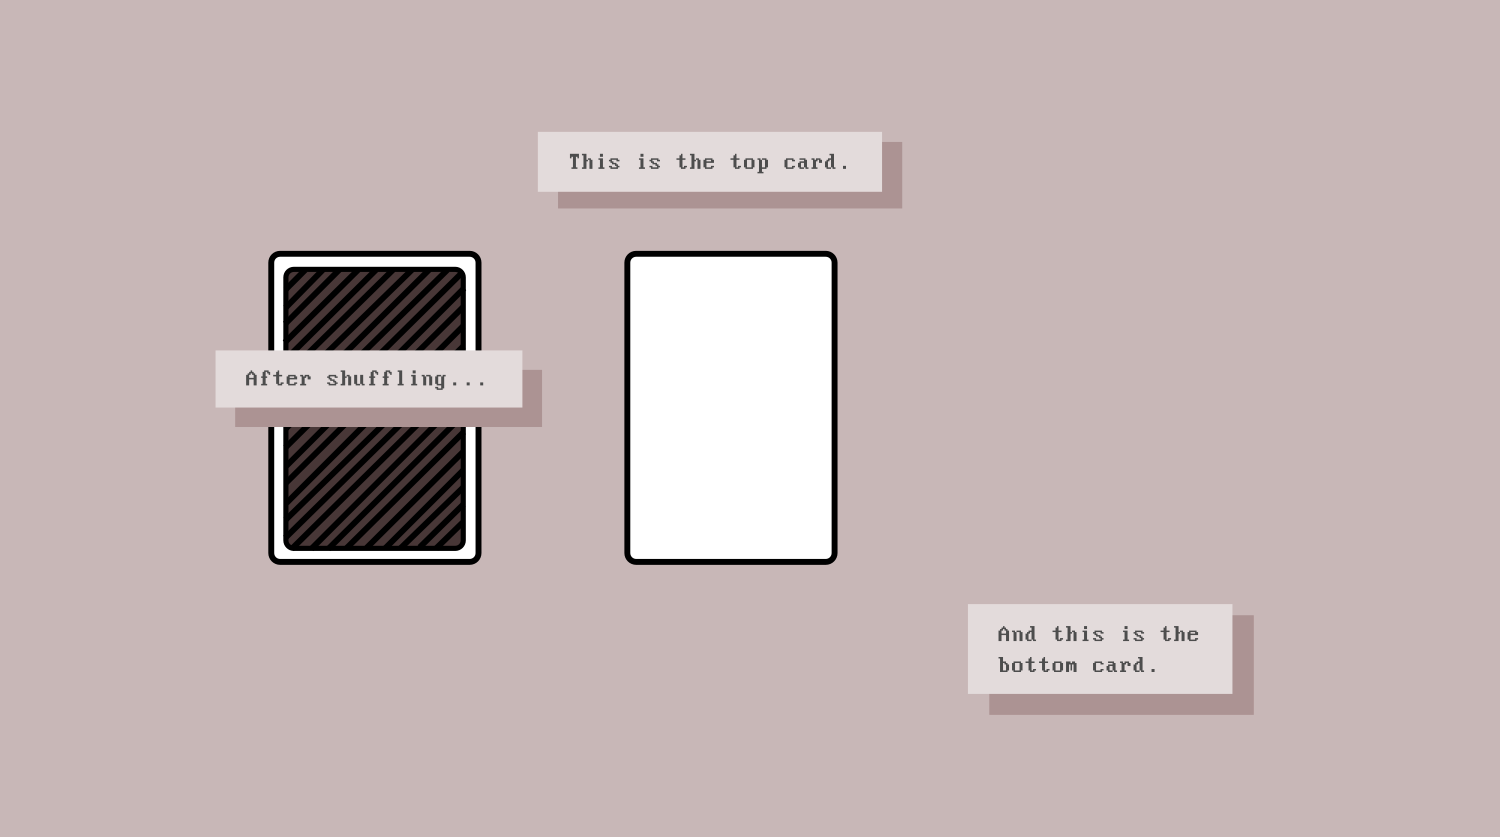 This is the top card.
After shuffling...
And this is the
bottom card.